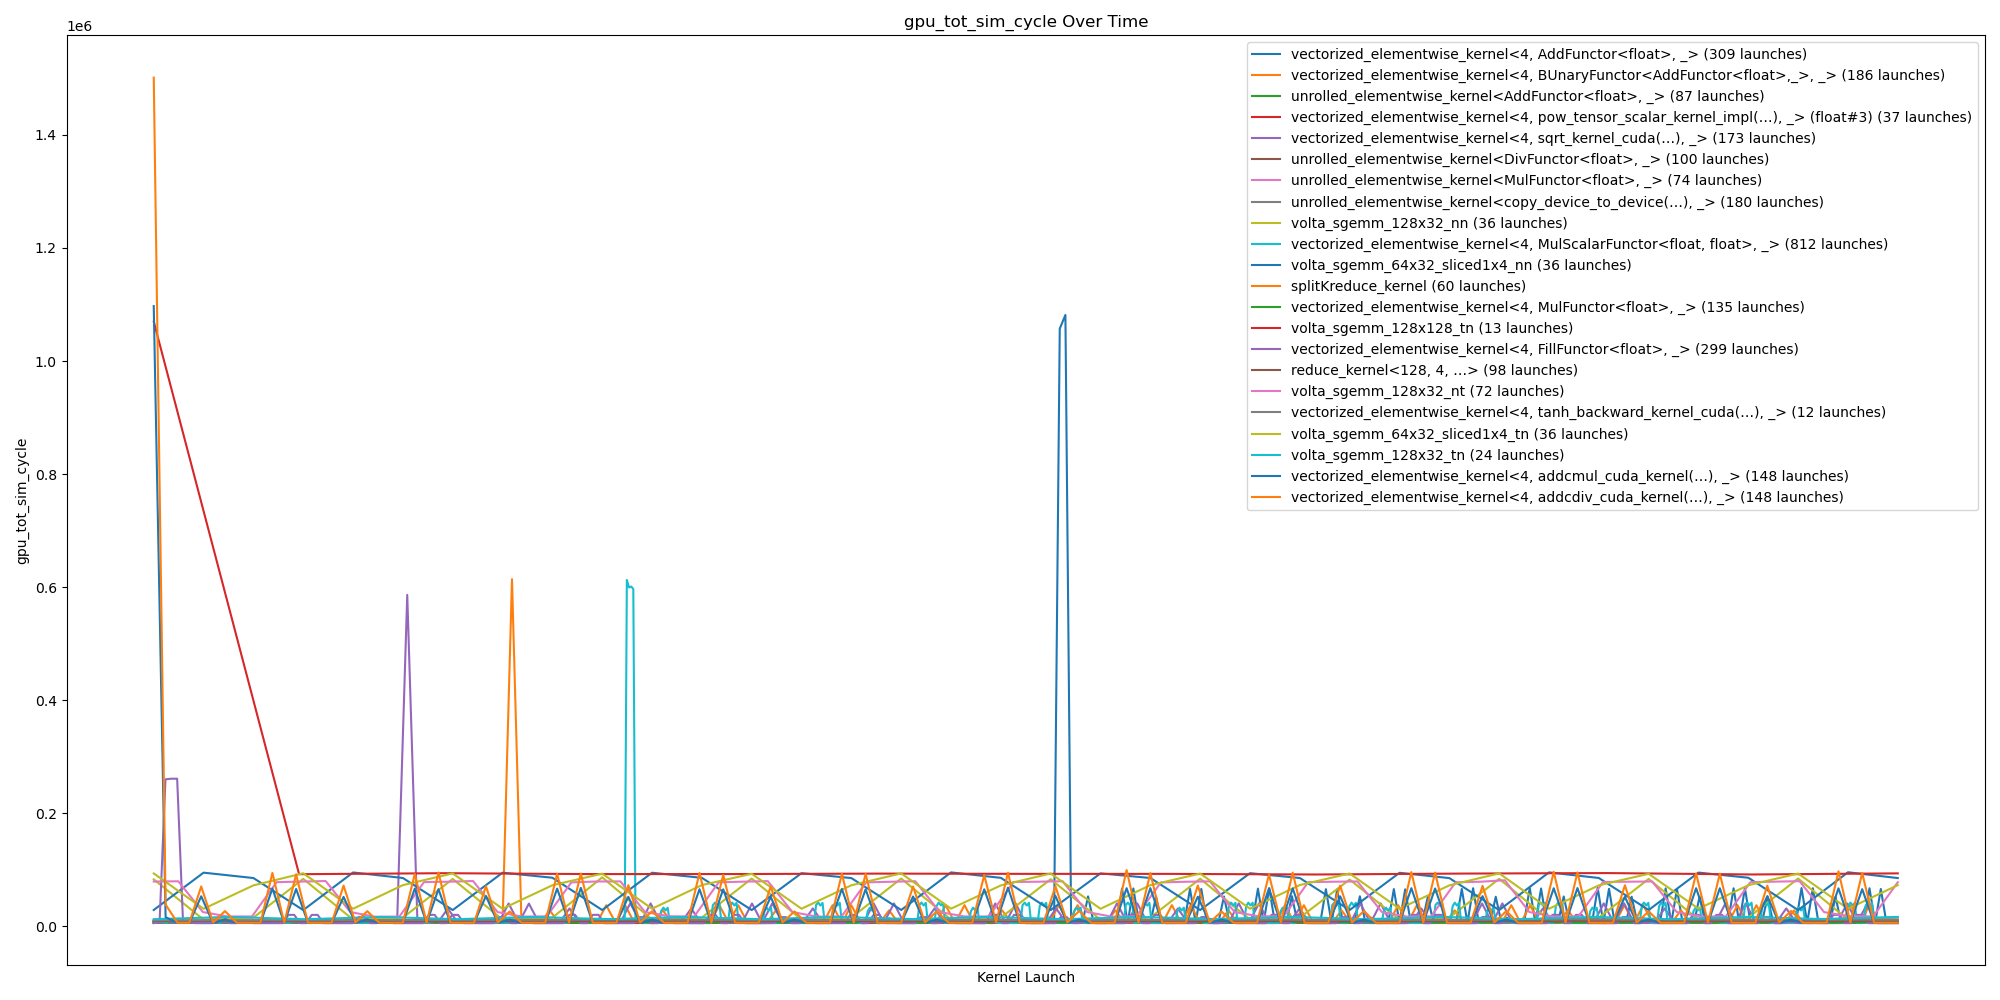 gpu_tot_sim_cycle Over Time
1e6
1.4
1.2
1.0
0.8
0.6
0.4
0.2
0.0
gpu_tot_sim_cycle
Kernel Launch
vectorized_elementwise_kernel<4, AddFunctor<float>, _> (309 launches)
vectorized_elementwise_kernel<4, BUnaryFunctor<AddFunctor<float>,_>, _> (186 launches)
unrolled_elementwise_kernel<AddFunctor<float>, _> (87 launches)
vectorized_elementwise_kernel<4, pow_tensor_scalar_kernel_impl(...), _> (float#3) (37 launches)
vectorized_elementwise_kernel<4, sqrt_kernel_cuda(...), _> (173 launches)
unrolled_elementwise_kernel<DivFunctor<float>, _> (100 launches)
unrolled_elementwise_kernel<MulFunctor<float>, _> (74 launches)
unrolled_elementwise_kernel<copy_device_to_device(...), _> (180 launches)
volta_sgemm_128x32_nn (36 launches)
vectorized_elementwise_kernel<4, MulScalarFunctor<float, float>, _> (812 launches)
volta_sgemm_64x32_sliced1x4_nn (36 launches)
splitKreduce_kernel (60 launches)
vectorized_elementwise_kernel<4, MulFunctor<float>, _> (135 launches)
volta_sgemm_128x128_tn (13 launches)
vectorized_elementwise_kernel<4, FillFunctor<float>, _> (299 launches)
reduce_kernel<128, 4, ...> (98 launches)
volta_sgemm_128x32_nt (72 launches)
vectorized_elementwise_kernel<4, tanh_backward_kernel_cuda(...), _> (12 launches)
volta_sgemm_64x32_sliced1x4_tn (36 launches)
volta_sgemm_128x32_tn (24 launches)
vectorized_elementwise_kernel<4, addcmul_cuda_kernel(...), _> (148 launches)
vectorized_elementwise_kernel<4, addcdiv_cuda_kernel(...), _> (148 launches)